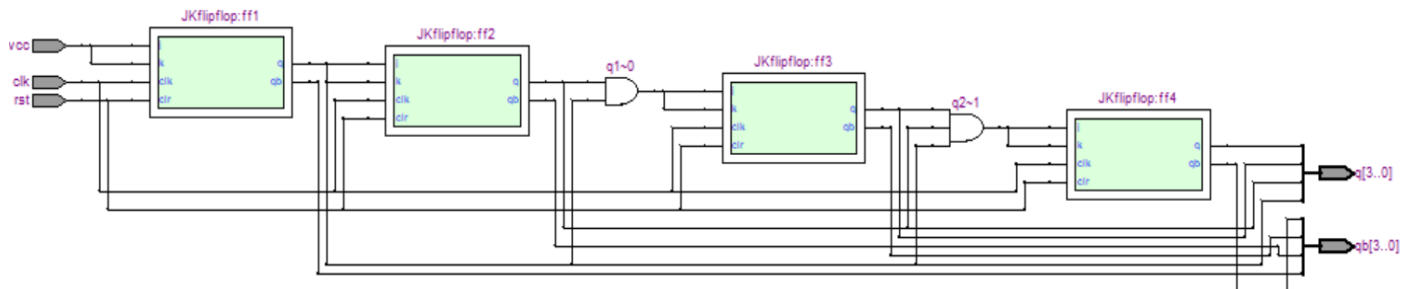 JKflipflop:ff1
JKflipflop:ff2
JKflipflop:ff3
JKflipflop:ff4
q1~0
q2~1
vcc
clk
rst
j
k
clk
clr
q
qb
j
k
clk
clr
q
qb
j
k
clk
clr
q
qb
j
k
clk
clr
q
qb
q[3..0]
qb[3..0]